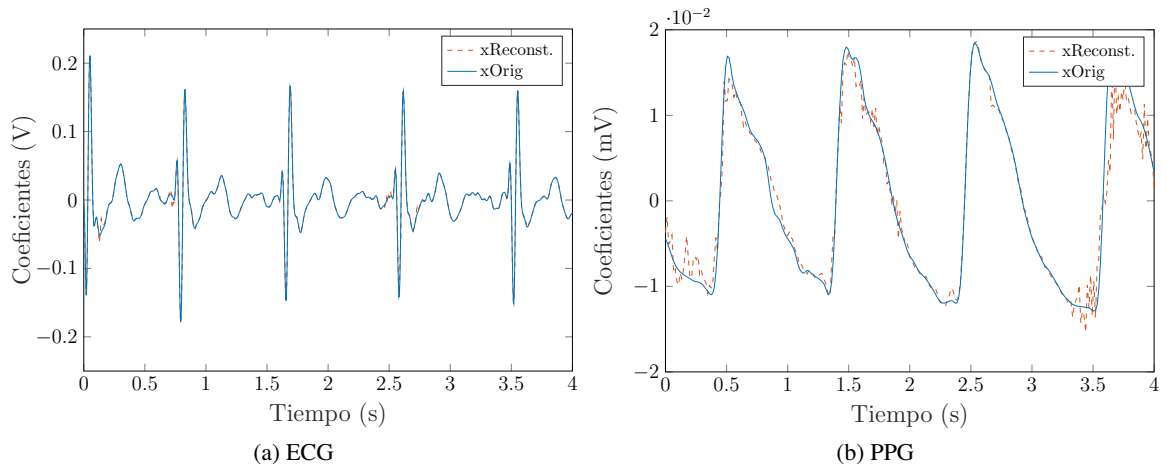 xReconst.
xOrig
0.2
0.1
0
−0.1
−0.2
Coeficientes (V)
0 0.5 1 1.5 2 2.5 3 3.5 4
Tiempo (s)
(a) ECG
·10⁻²
xReconst.
xOrig
2
1
0
−1
−2
Coeficientes (mV)
0 0.5 1 1.5 2 2.5 3 3.5 4
Tiempo (s)
(b) PPG